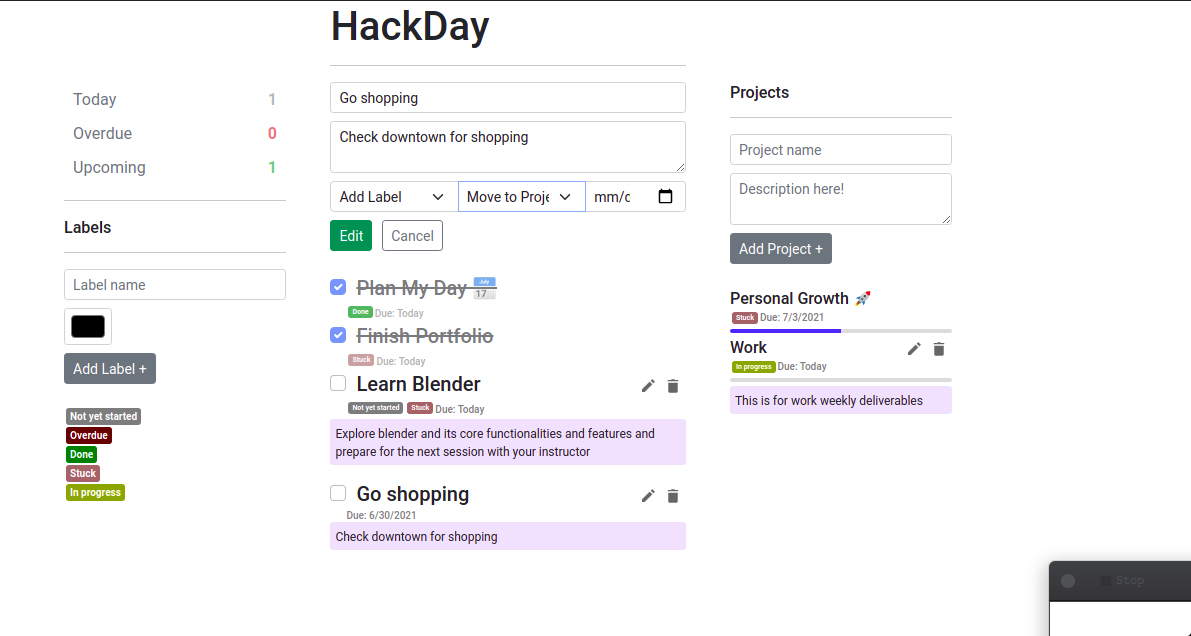 HackDay
Today 1
Overdue 0
Upcoming 1
Labels
Label name
Add Label +
Not yet started
Overdue
Done
Stuck
In progress
Go shopping
Check downtown for shopping
Add Label
Move to Proje
mm/d
Edit
Cancel
Plan My Day
July
17
Done Due: Today
Finish Portfolio
Stuck Due: Today
Learn Blender
Not yet started Stuck Due: Today
Explore blender and its core functionalities and features and
prepare for the next session with your instructor
Go shopping
Due: 6/30/2021
Check downtown for shopping
Projects
Project name
Description here!
Add Project +
Personal Growth
Stuck Due: 7/3/2021
Work
In progress Due: Today
This is for work weekly deliverables
Stop